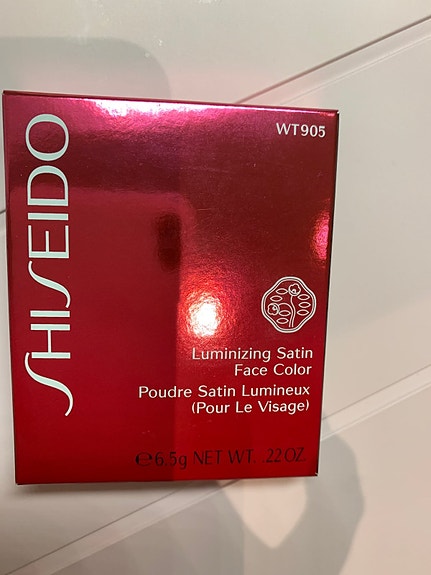 SHISEIDO
WT905
Luminizing Satin
Face Color
Poudre Satin Lumineux
(Pour Le Visage)
℮6.5g NET WT. .22 OZ.